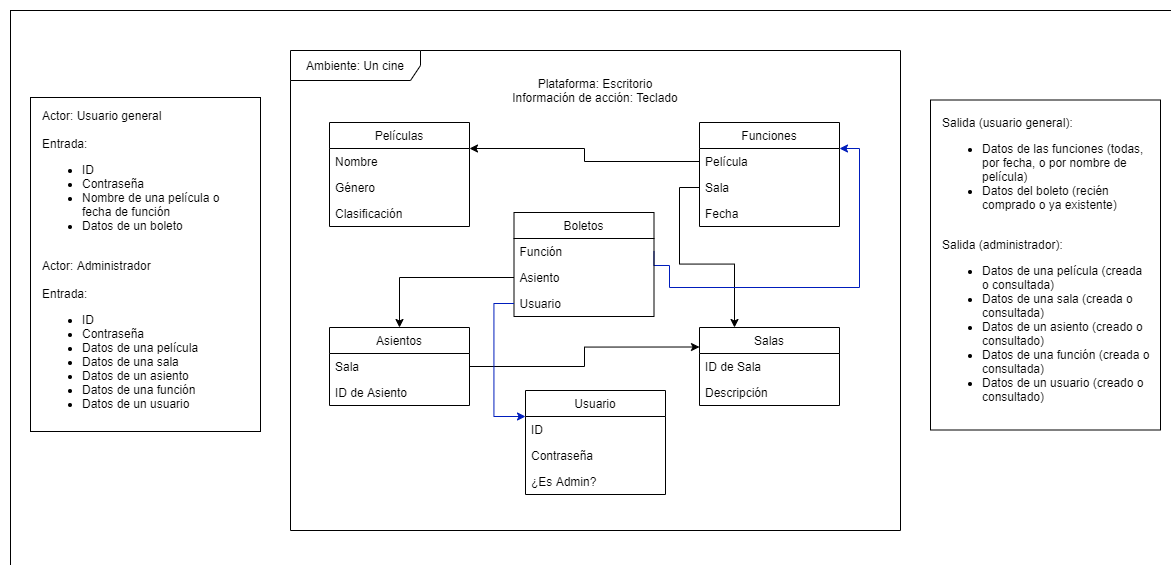 Actor: Usuario general
Entrada:
ID
Contraseña
Nombre de una película o
fecha de función
Datos de un boleto
Actor: Administrador
Entrada:
ID
Contraseña
Datos de una película
Datos de una sala
Datos de un asiento
Datos de una función
Datos de un usuario
Ambiente: Un cine
Plataforma: Escritorio
Información de acción: Teclado
Películas
Nombre
Género
Clasificación
Funciones
Película
Sala
Fecha
Boletos
Función
Asiento
Usuario
Asientos
Sala
ID de Asiento
Salas
ID de Sala
Descripción
Usuario
ID
Contraseña
¿Es Admin?
Salida (usuario general):
Datos de las funciones (todas,
por fecha, o por nombre de
película)
Datos del boleto (recién
comprado o ya existente)
Salida (administrador):
Datos de una película (creada
o consultada)
Datos de una sala (creada o
consultada)
Datos de un asiento (creado o
consultado)
Datos de una función (creada o
consultada)
Datos de un usuario (creado o
consultado)